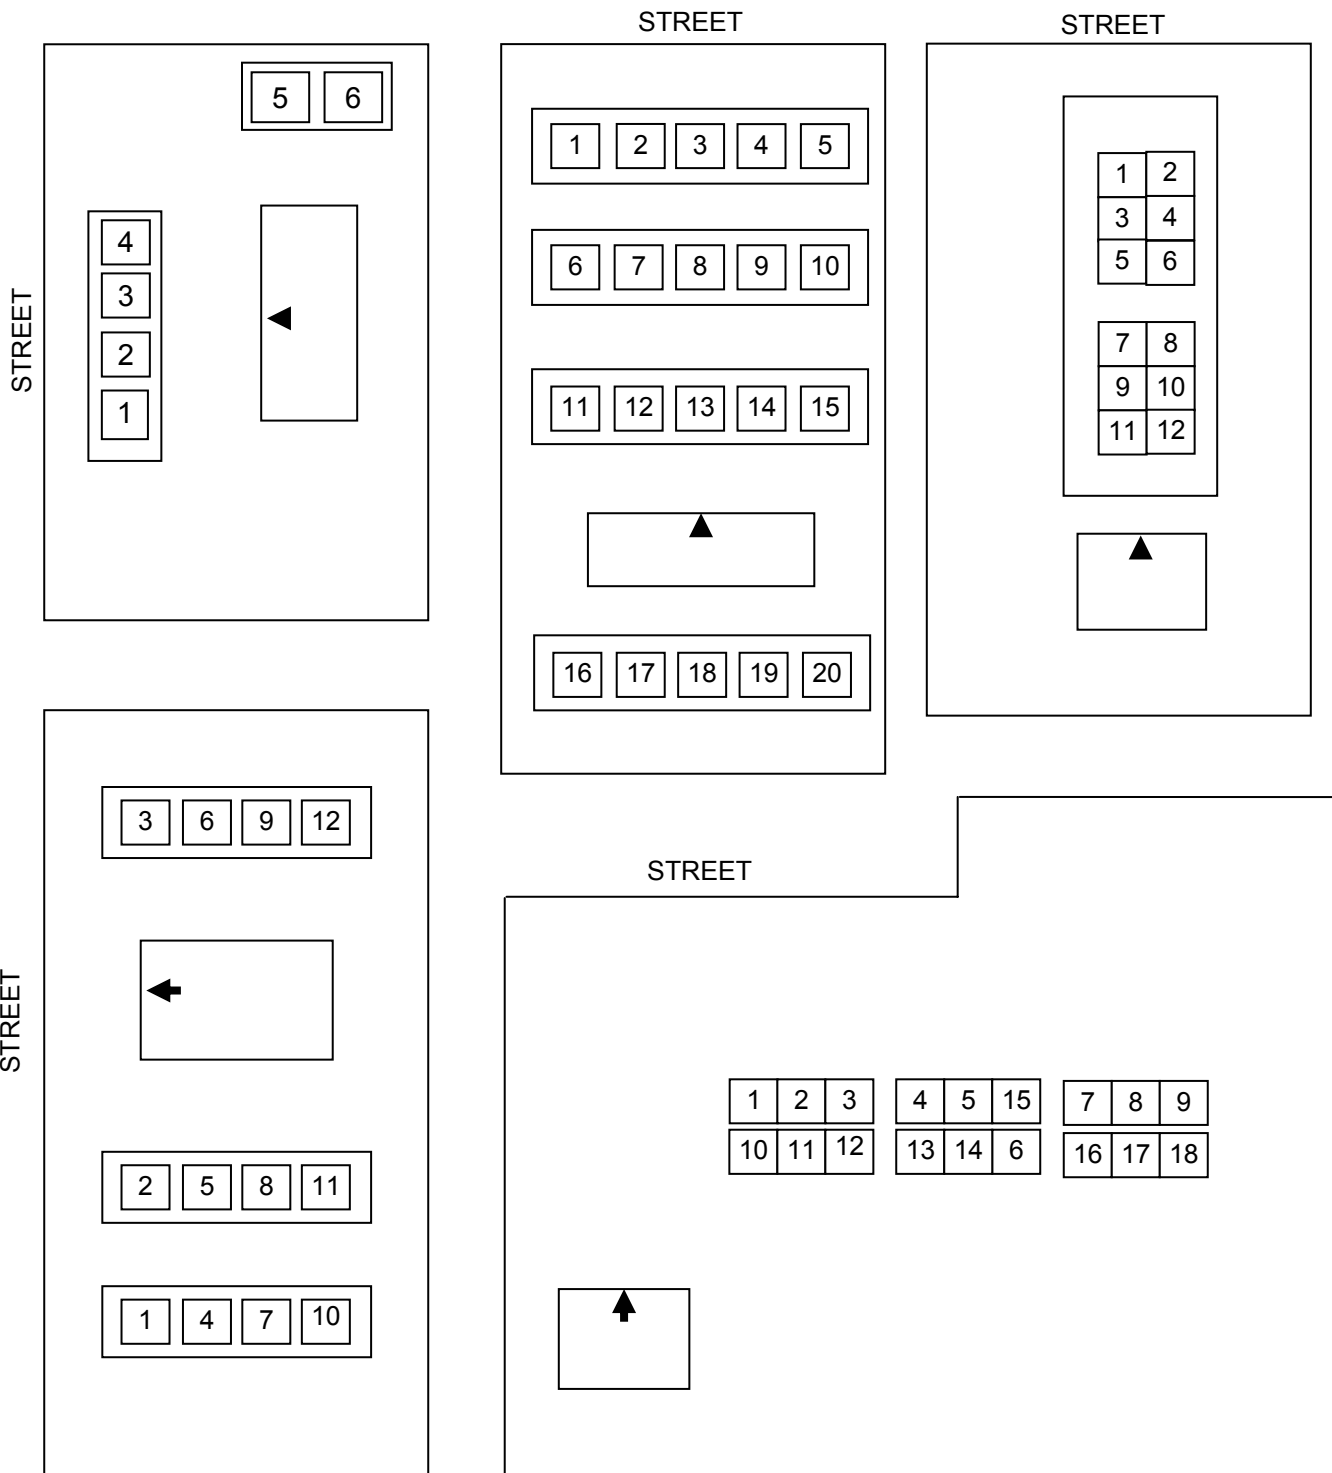 STREET
5 6
4
3
2
1
STREET
STREET
1 2 3 4 5
6 7 8 9 10
11 12 13 14 15
16 17 18 19 20
STREET
1 2
3 4
5 6
7 8
9 10
11 12
STREET
3 6 9 12
2 5 8 11
1 4 7 10
STREET
1 2 3 4 5 15 7 8 9
10 11 12 13 14 6 16 17 18